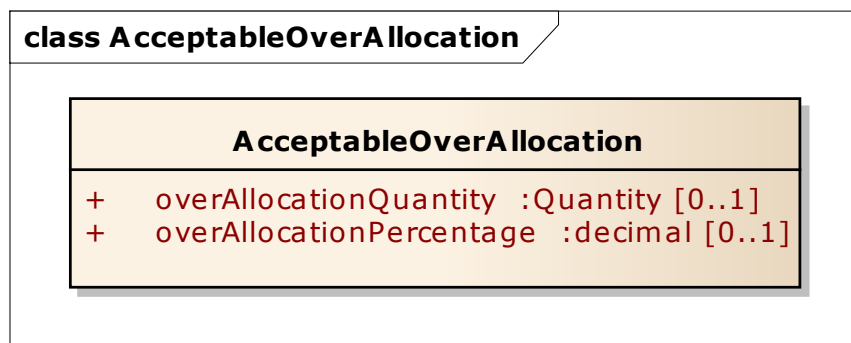 class AcceptableOverAllocation
AcceptableOverAllocation
+ overAllocationQuantity :Quantity [0..1]
+ overAllocationPercentage :decimal [0..1]